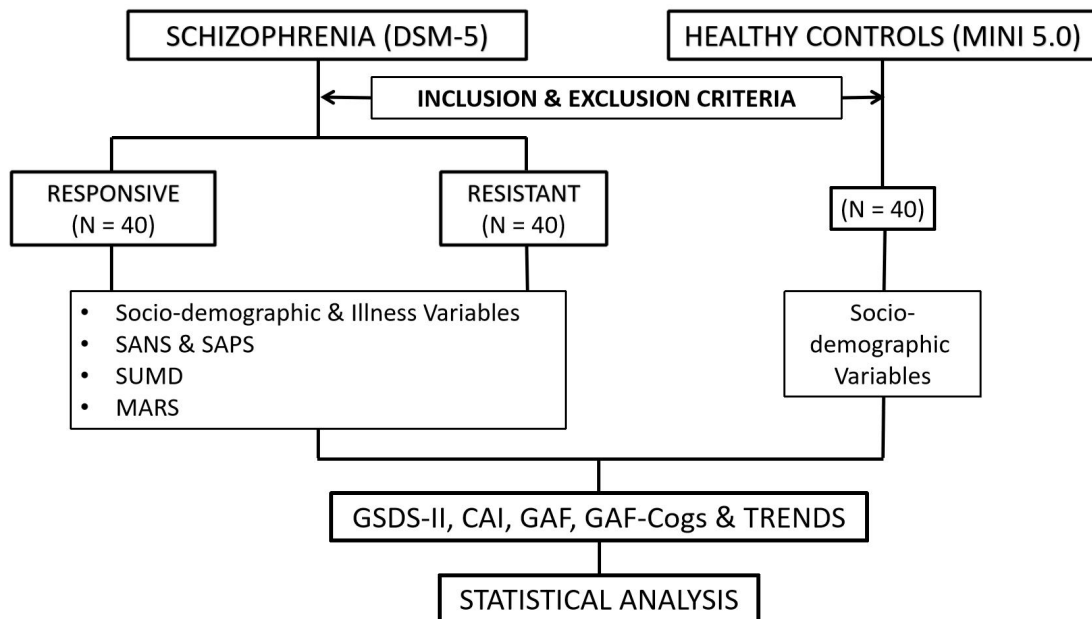 SCHIZOPHRENIA (DSM-5)
HEALTHY CONTROLS (MINI 5.0)
INCLUSION & EXCLUSION CRITERIA
RESPONSIVE
(N = 40)
RESISTANT
(N = 40)
(N = 40)
• Socio-demographic & Illness Variables
• SANS & SAPS
• SUMD
• MARS
Socio-
demographic
Variables
GSDS-II, CAI, GAF, GAF-Cogs & TRENDS
STATISTICAL ANALYSIS